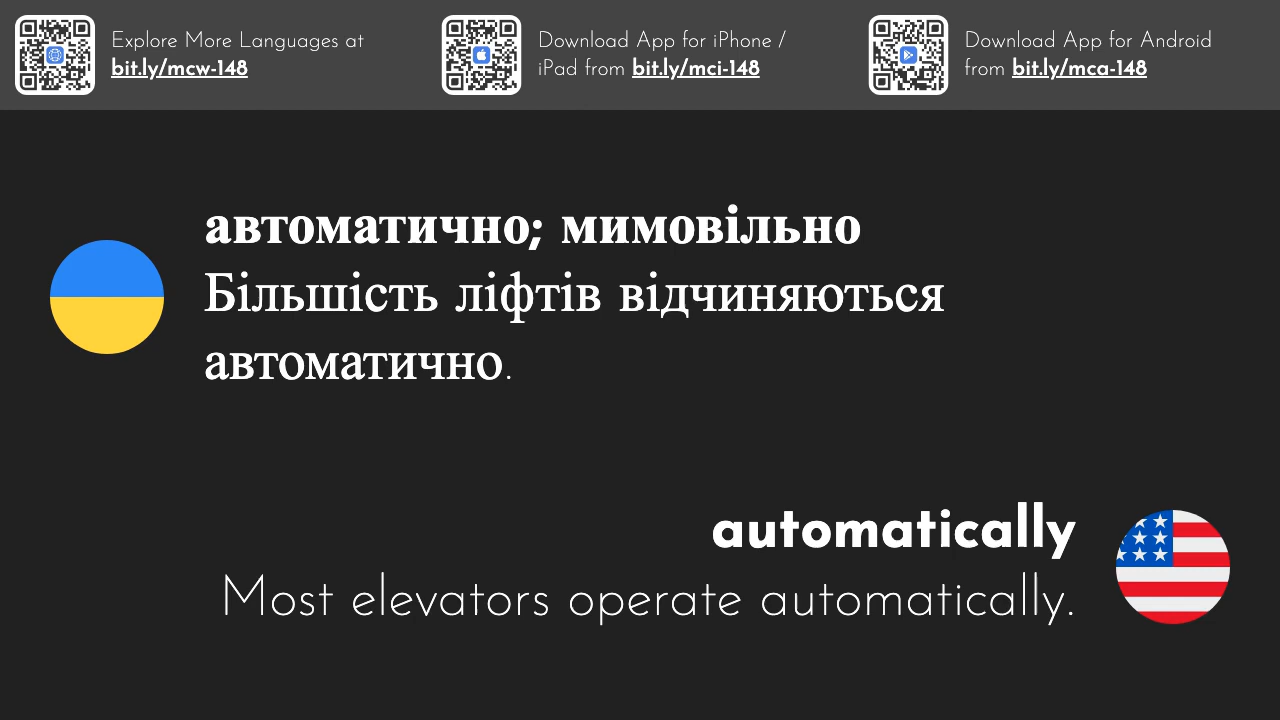 Explore More Languages at
bit.ly/mcw-148
Download App for iPhone /
iPad from bit.ly/mci-148
Download App for Android
from bit.ly/mca-148
автоматично; мимовільно
Більшість ліфтів відчиняються
автоматично.
automatically
Most elevators operate automatically.